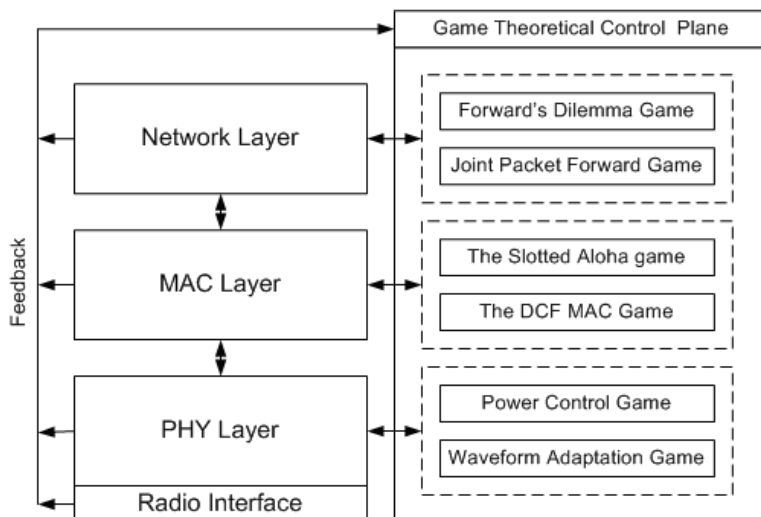 Game Theoretical Control Plane
Network Layer
Forward's Dilemma Game
Joint Packet Forward Game
Feedback
MAC Layer
The Slotted Aloha game
The DCF MAC Game
PHY Layer
Power Control Game
Waveform Adaptation Game
Radio Interface